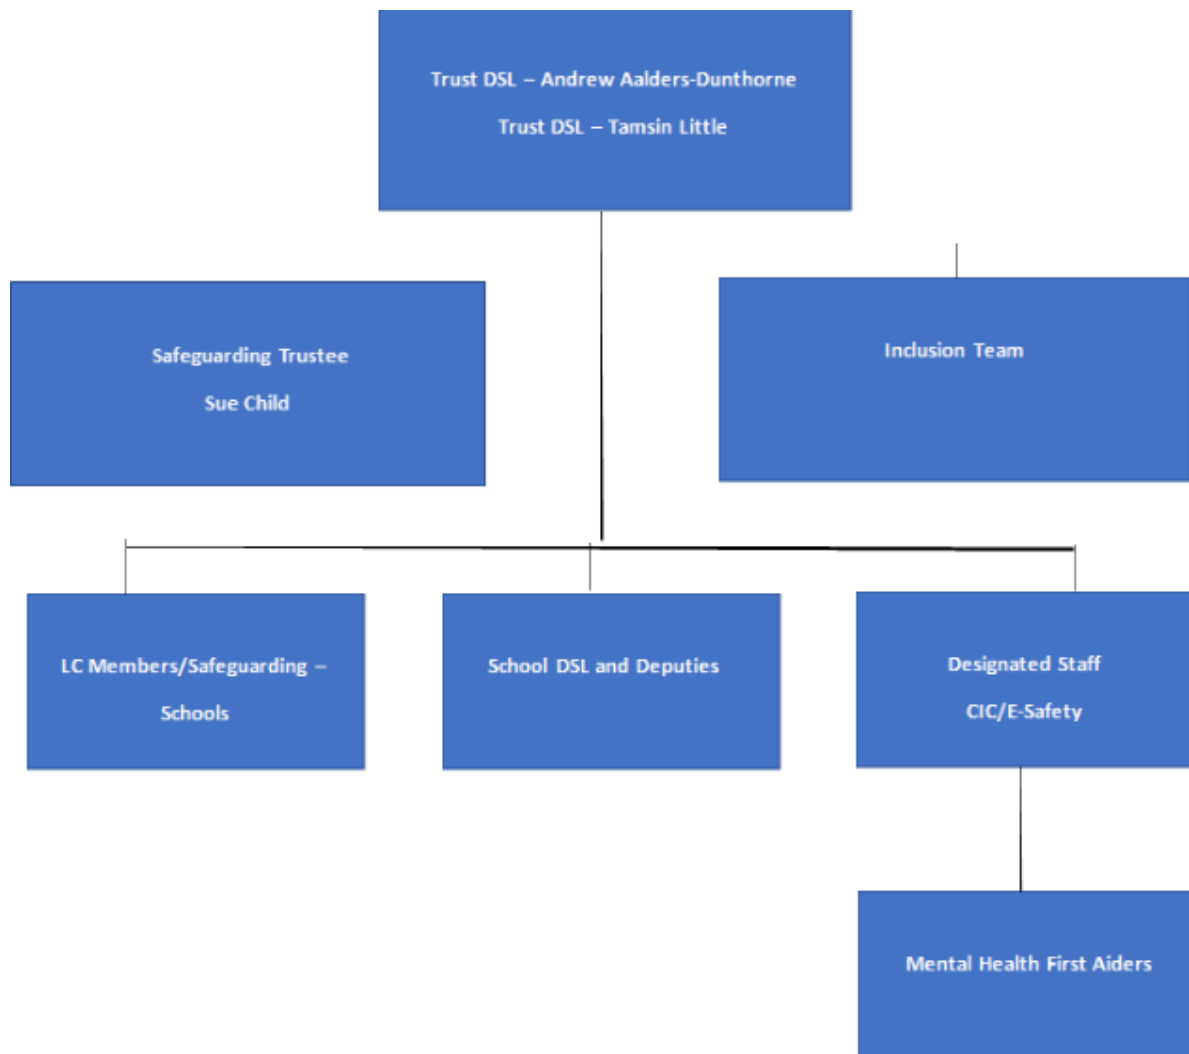 Trust DSL – Andrew Aalders-Dunthorne
Trust DSL – Tamsin Little
Safeguarding Trustee
Sue Child
Inclusion Team
LC Members/Safeguarding –
Schools
School DSL and Deputies
Designated Staff
CIC/E-Safety
Mental Health First Aiders